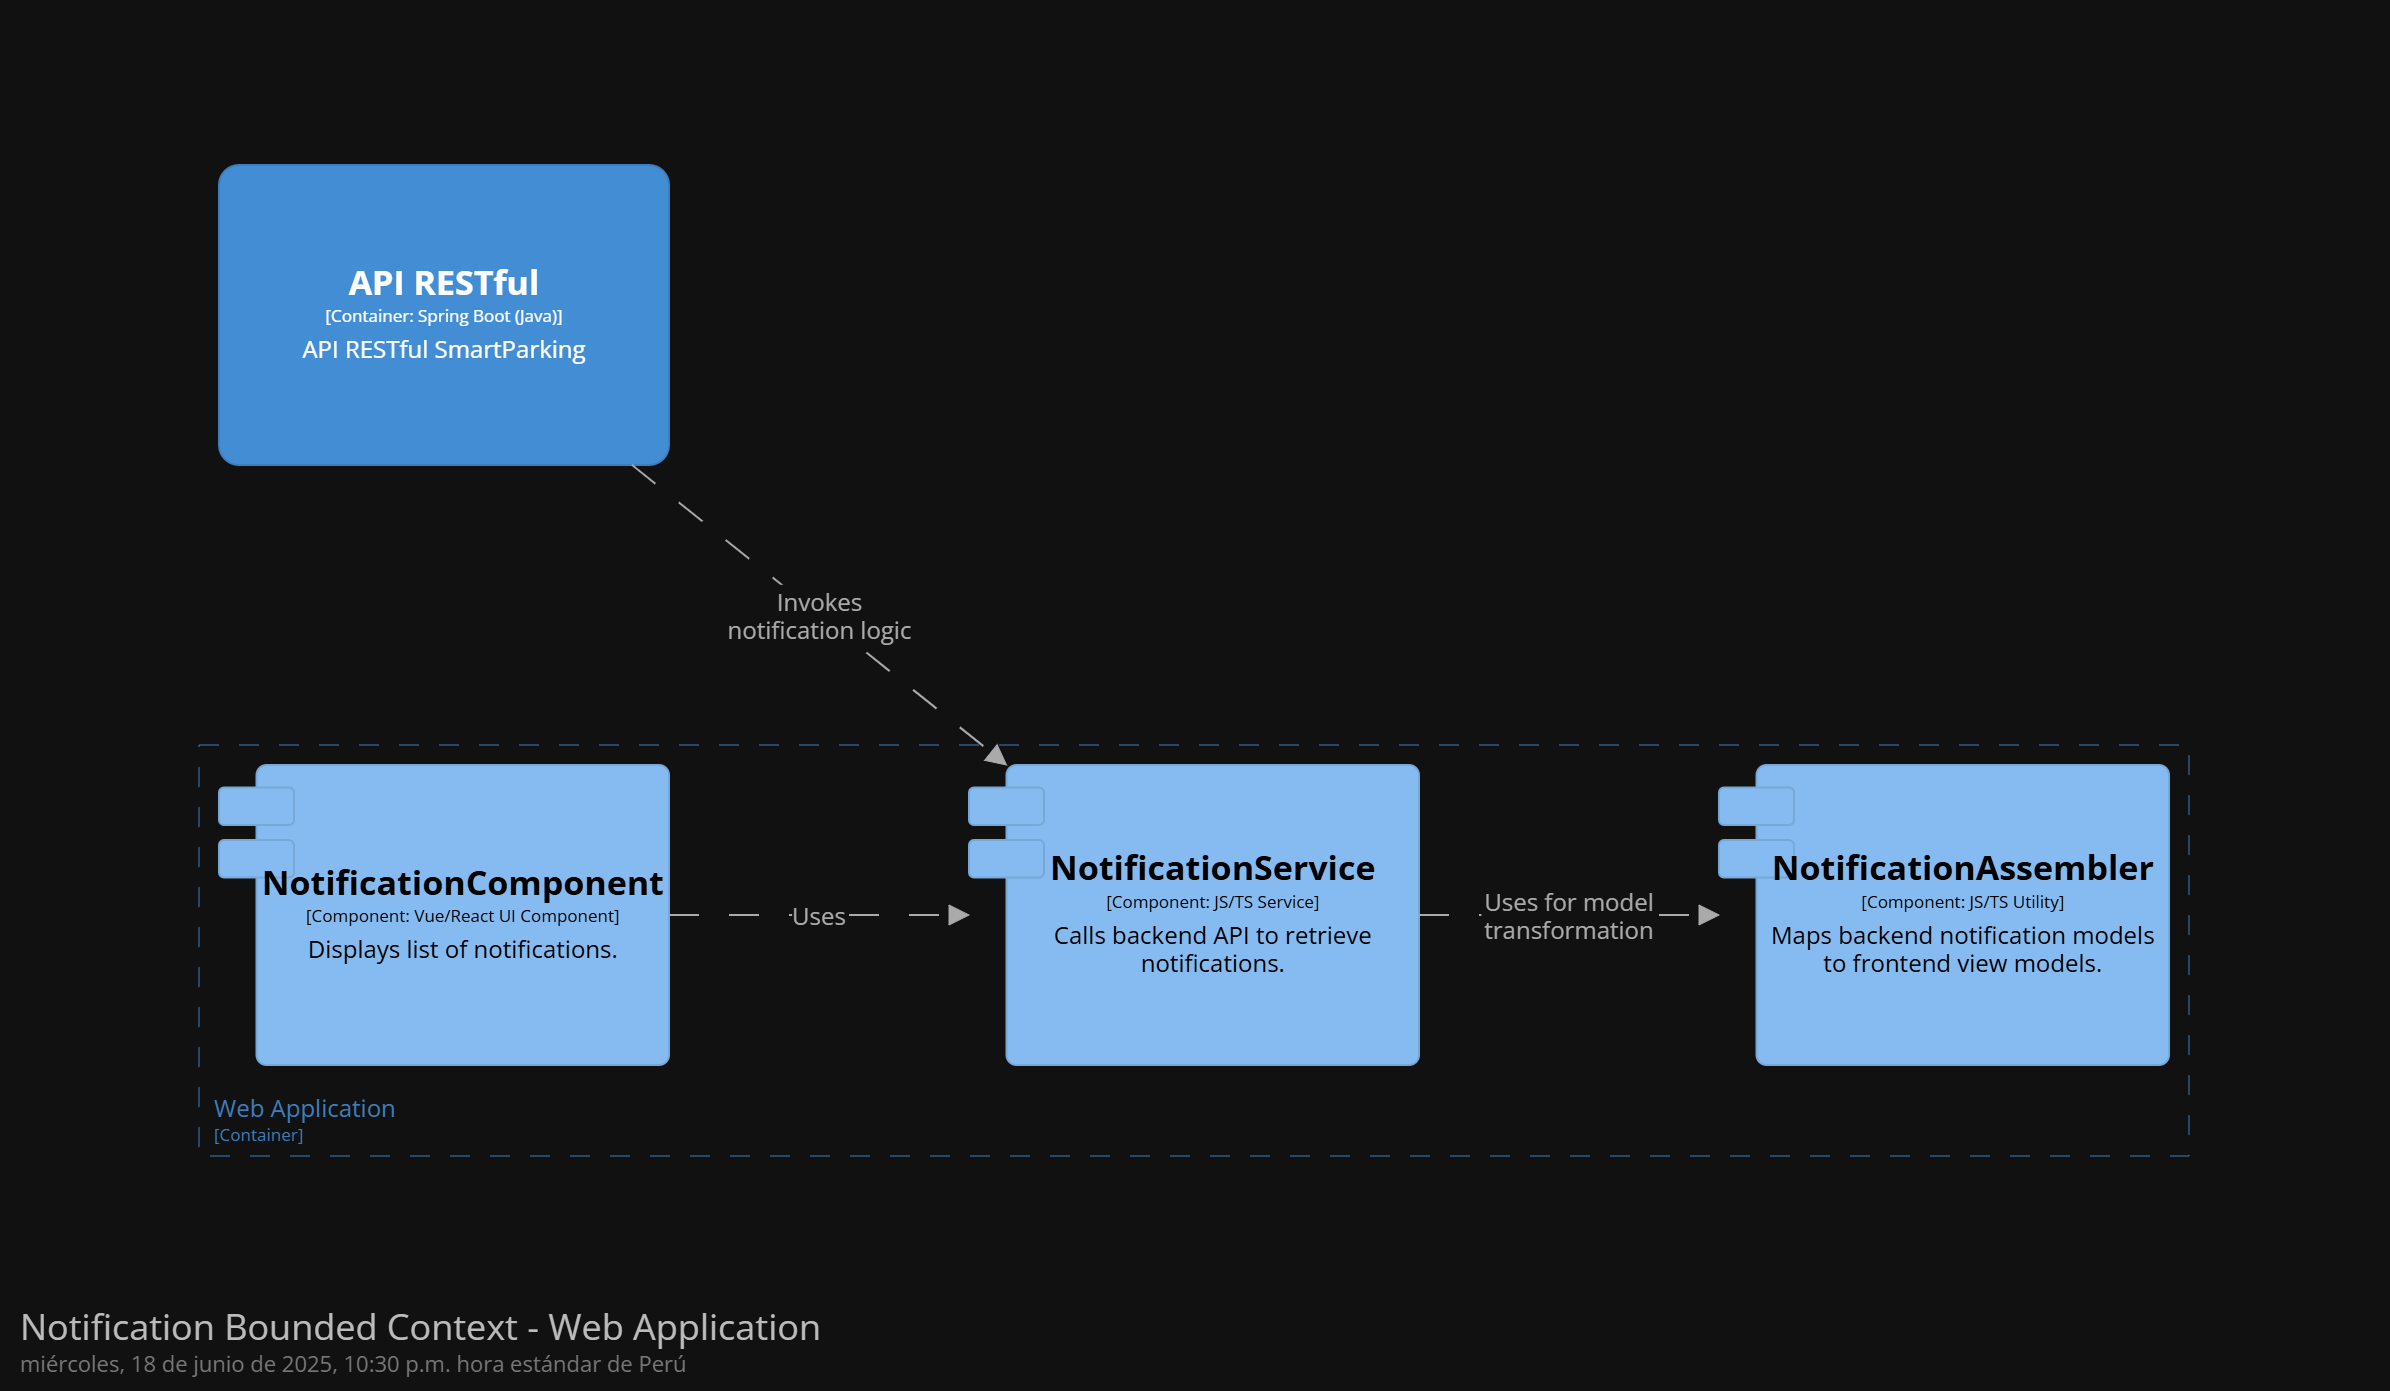 API RESTful
[Container: Spring Boot (Java)]
API RESTful SmartParking
Invokes
notification logic
NotificationComponent
[Component: Vue/React UI Component]
Displays list of notifications.
Uses
NotificationService
[Component: JS/TS Service]
Calls backend API to retrieve
notifications.
Uses for model
transformation
NotificationAssembler
[Component: JS/TS Utility]
Maps backend notification models
to frontend view models.
Web Application
[Container]
Notification Bounded Context - Web Application
miércoles, 18 de junio de 2025, 10:30 p.m. hora estándar de Perú